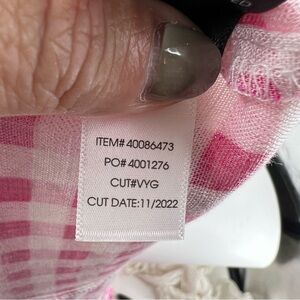 ITEM# 40086473
PO# 4001276
CUT#VYG
CUT DATE:11/2022